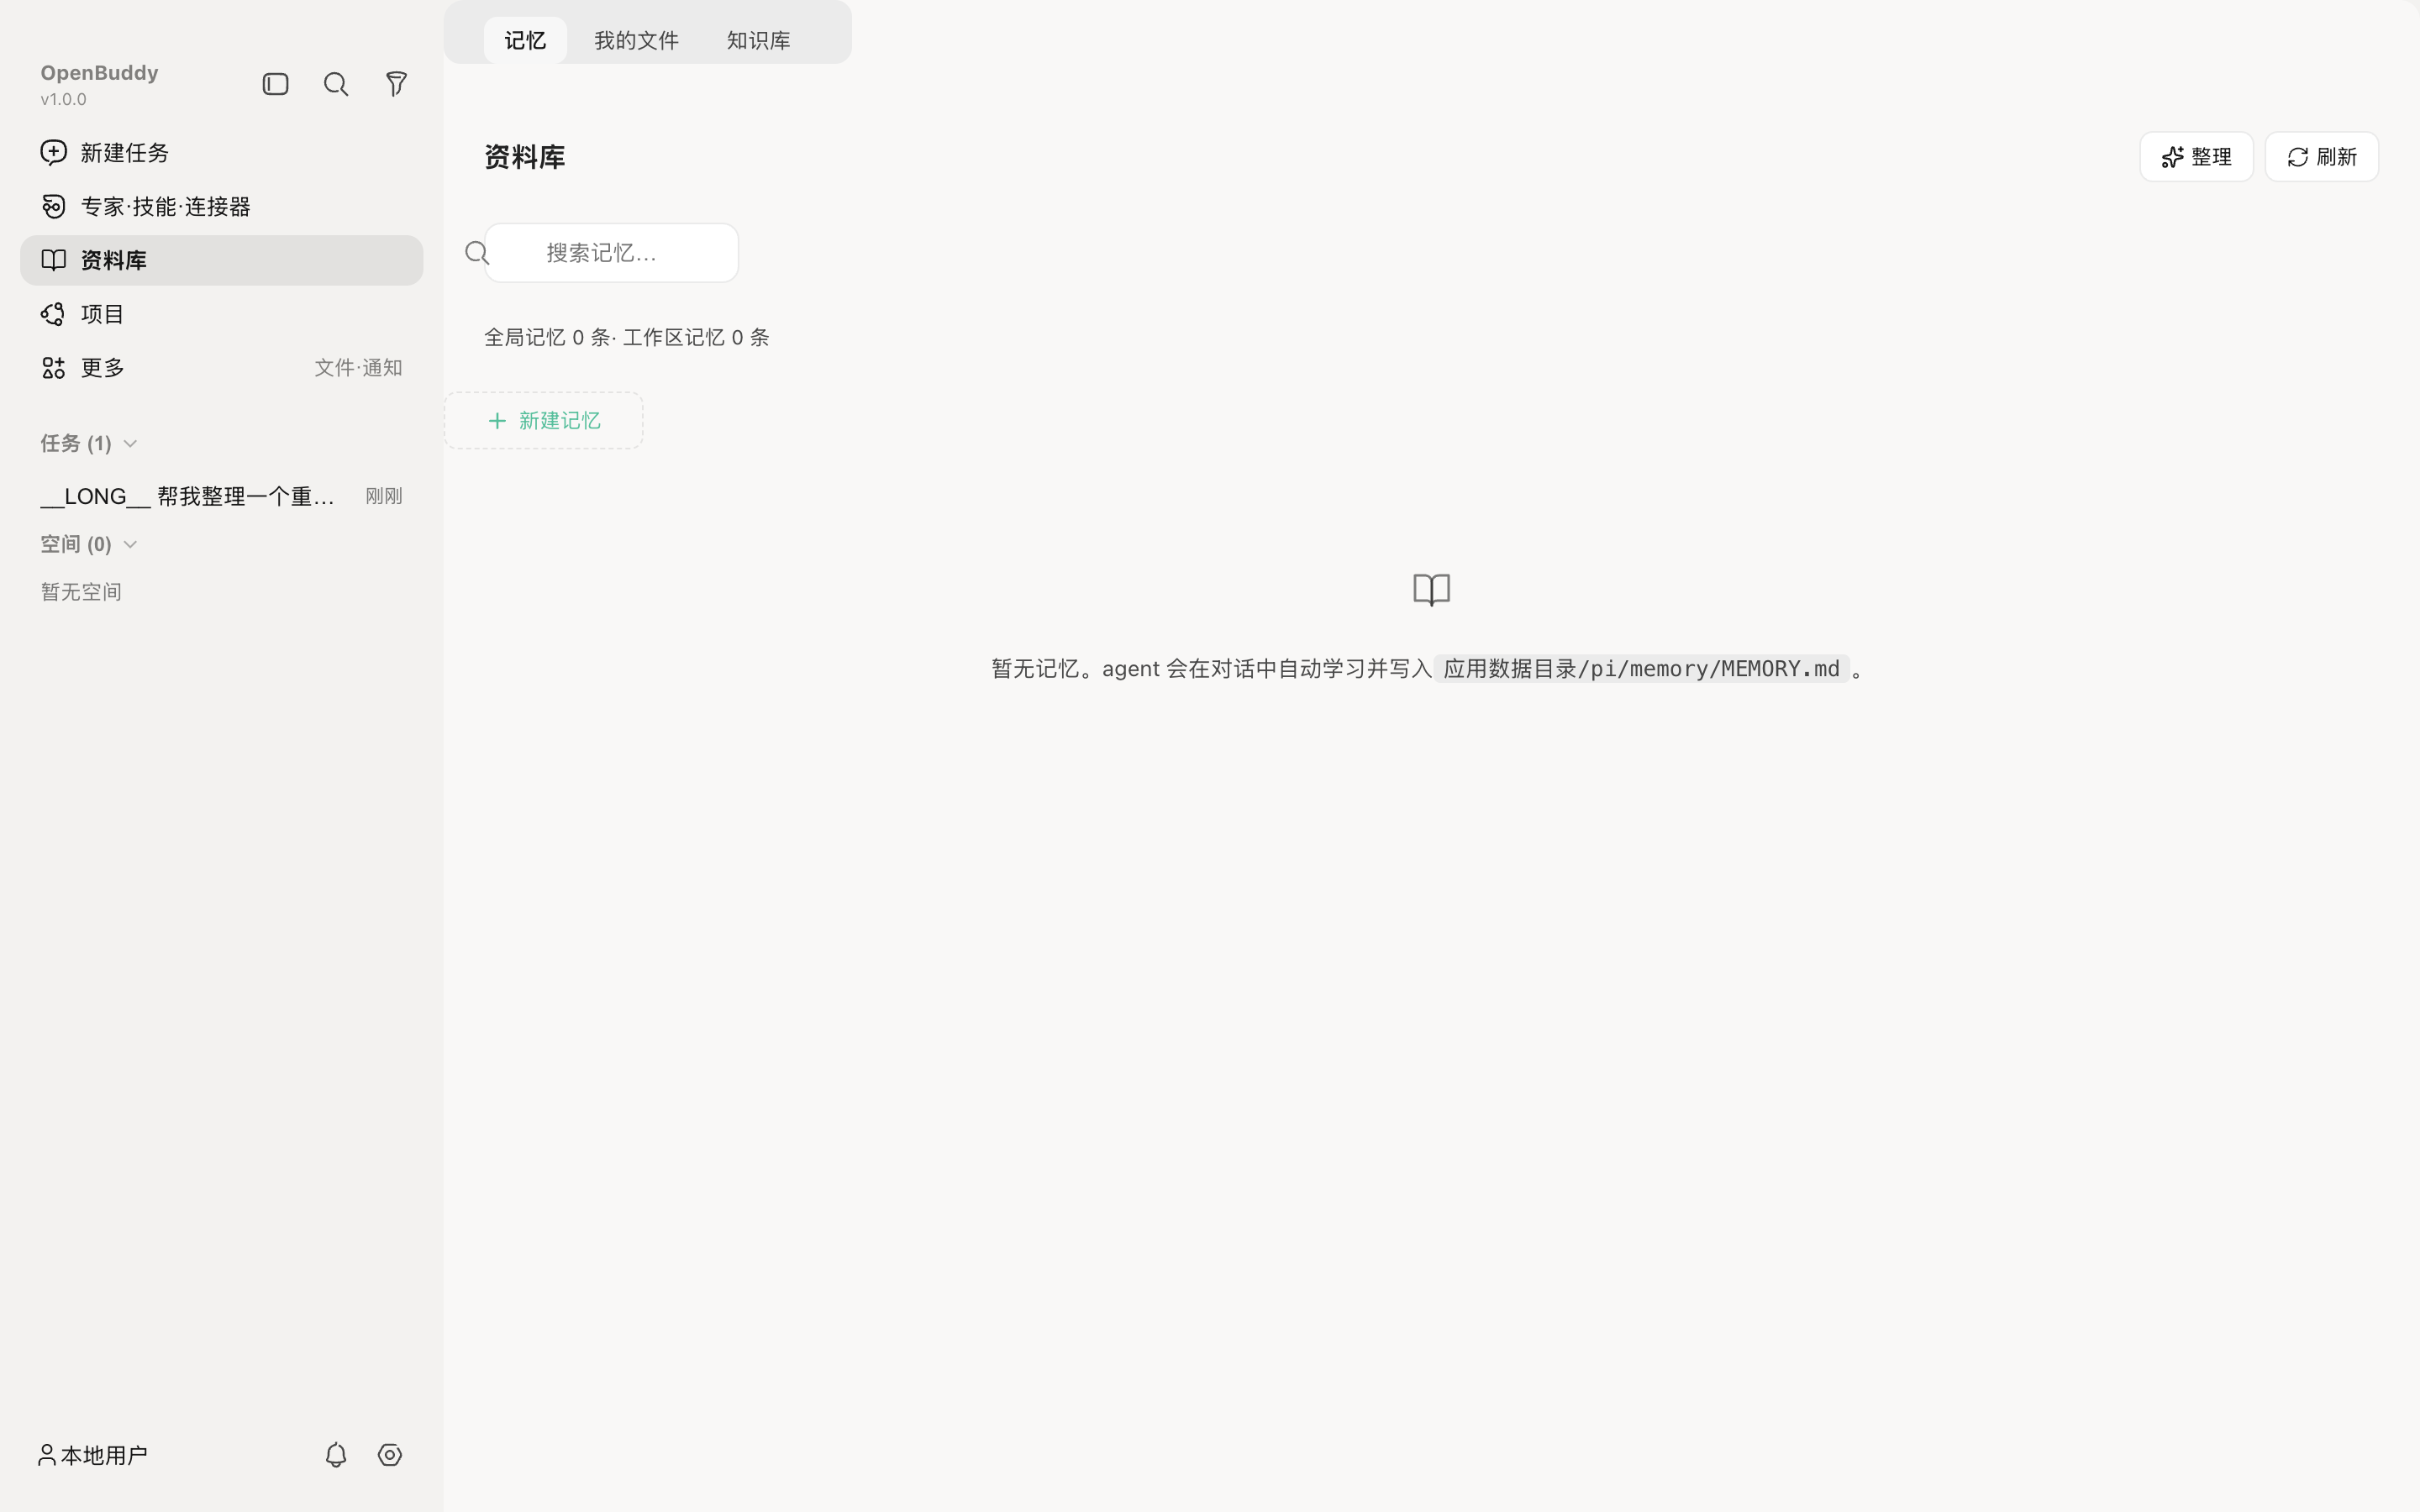 OpenBuddy
v1.0.0
新建任务
专家·技能·连接器
资料库
项目
更多 文件·通知
任务 (1)
__LONG__ 帮我整理一个重… 刚刚
空间 (0)
暂无空间
本地用户
记忆 我的文件 知识库
资料库 整理 刷新
搜索记忆…
全局记忆 0 条· 工作区记忆 0 条
新建记忆
暂无记忆。agent 会在对话中自动学习并写入 应用数据目录/pi/memory/MEMORY.md 。